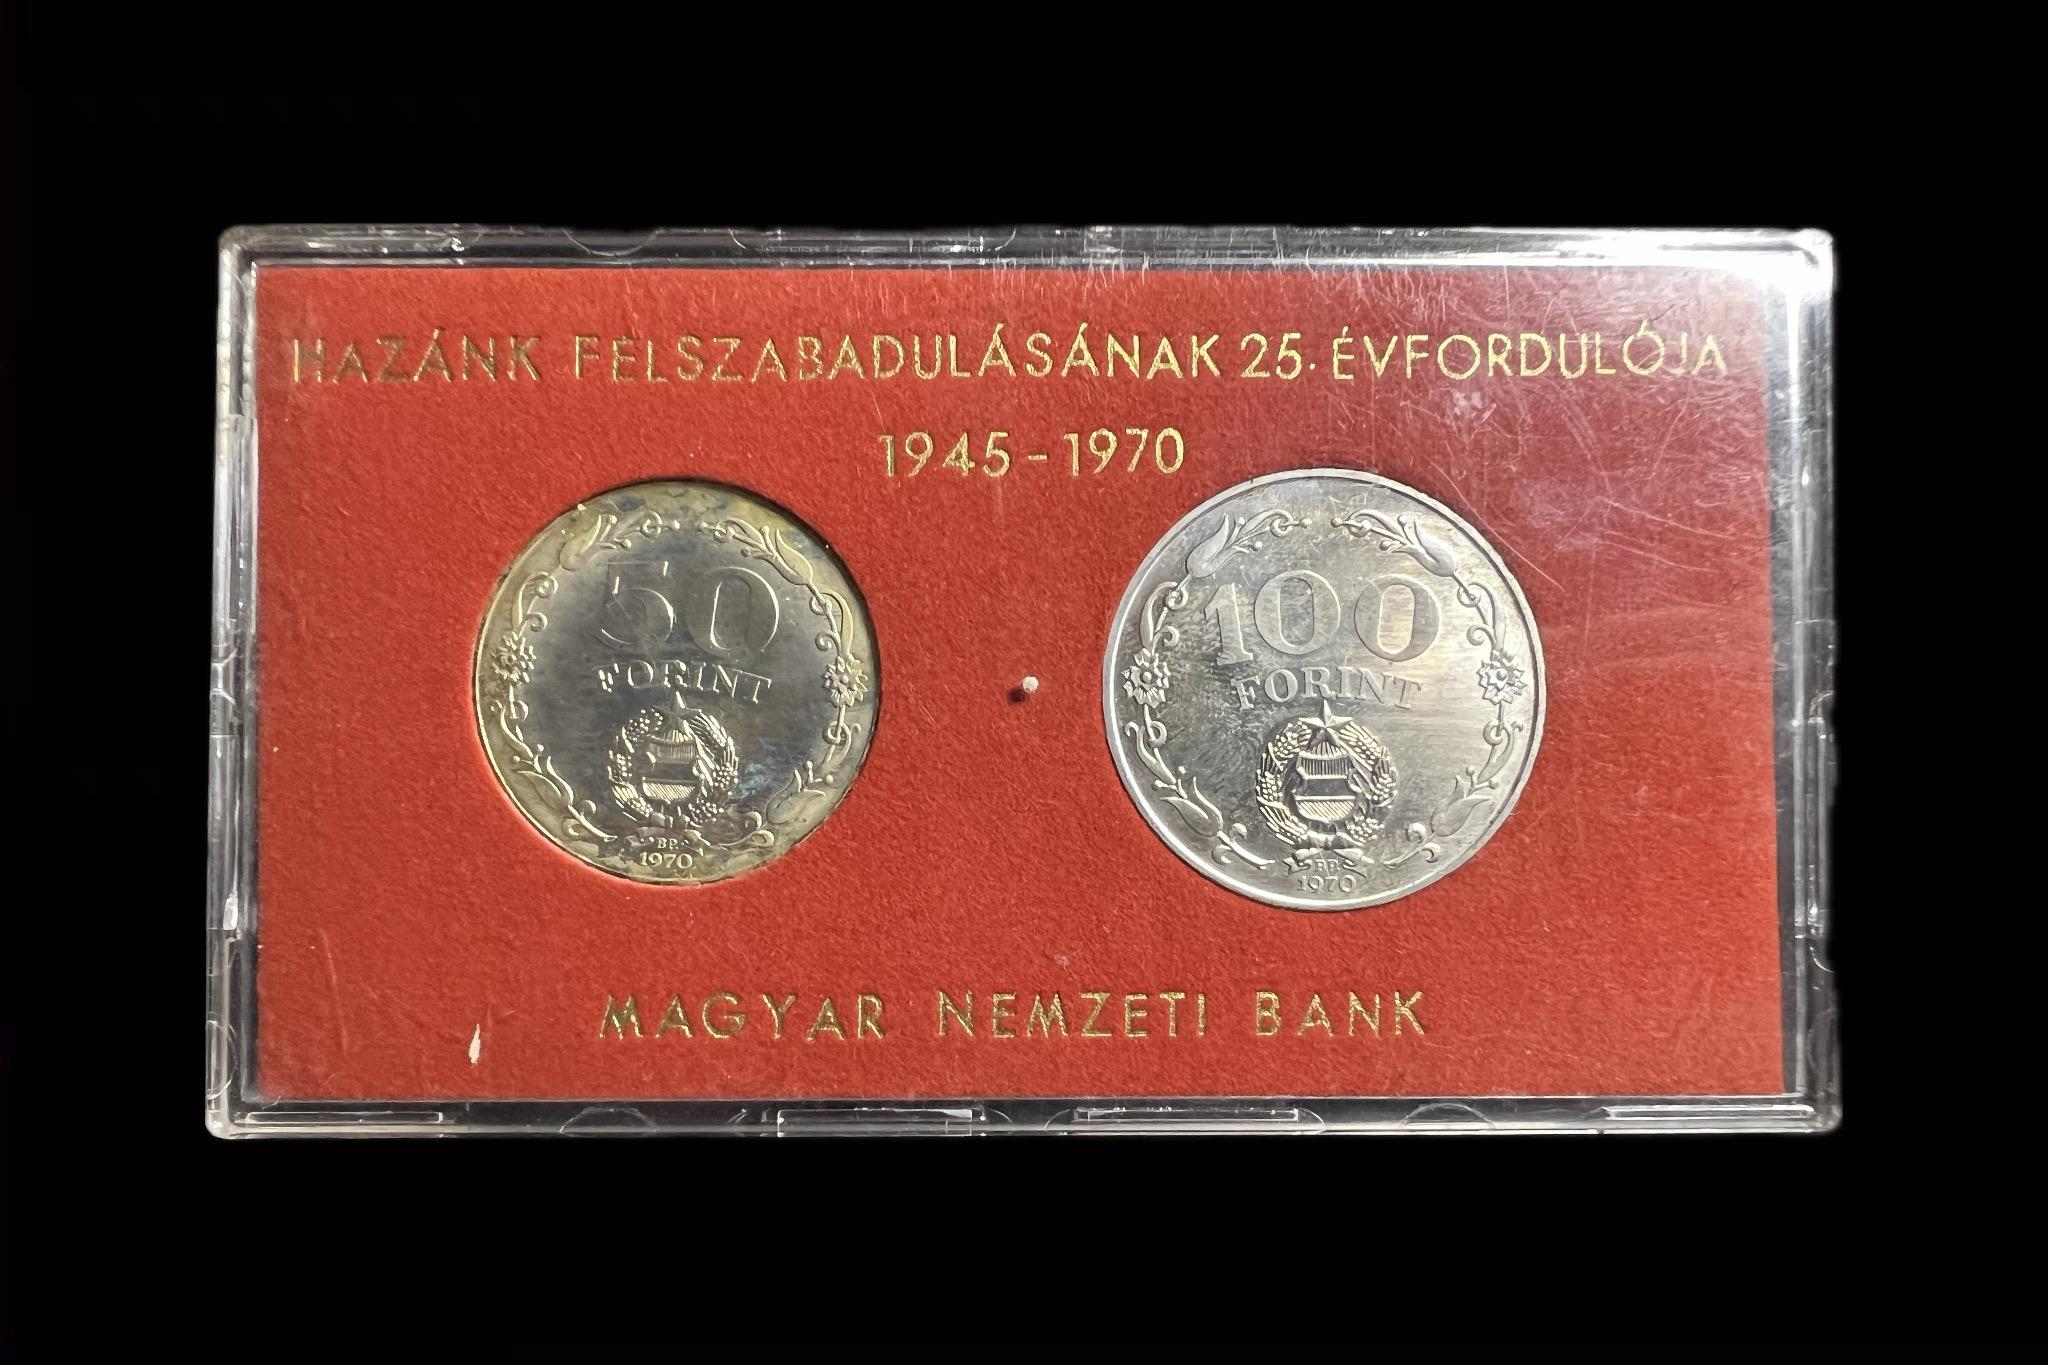 HAZÁNK FELSZABADULÁSÁNAK 25. ÉVFORDULÓJA
1945-1970
50
FORINT
BP.
1970
100
FORINT
BP.
1970
MAGYAR NEMZETI BANK